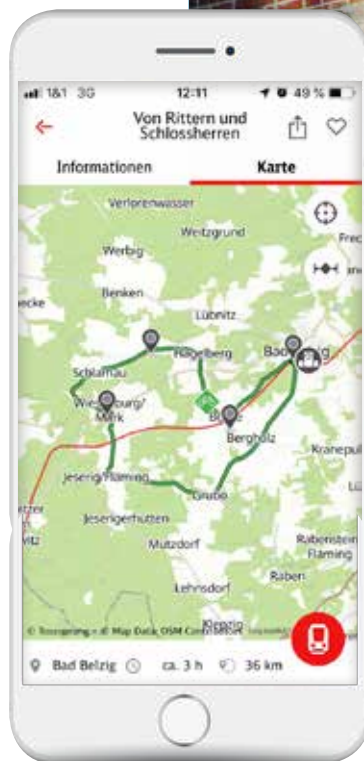 1&1 3G 12:11 49 %
Von Rittern und
Schlossherren
Informationen Karte
Verlorenwasser
Weitzgrund
Werbig
Benken
Lübnitz
Hagelberg
Schlamau
Wiesenburg/
Mark
Bergholz
Jeserig/Fläming
Grubo
Jeserigerhütten
Mützdorf
Rabenstein
Fläming
Raben
Lehnsdorf
Klepzig
Bad Belzig ca. 3 h 36 km